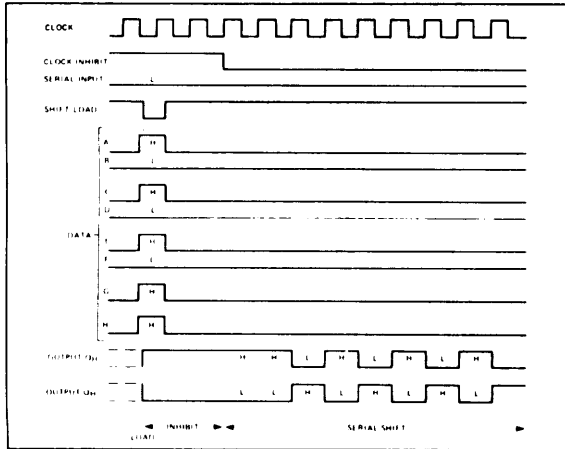 CLOCK
CLOCK INHIBIT
SERIAL INPUT L
SHIFT LOAD
A H
B L
C H
D L
DATA
H
F L
G H
H H
OUTPUT QH H H L H L H L H
OUTPUT QH L L H L H L H L
INHIBIT SERIAL SHIFT
LOAD